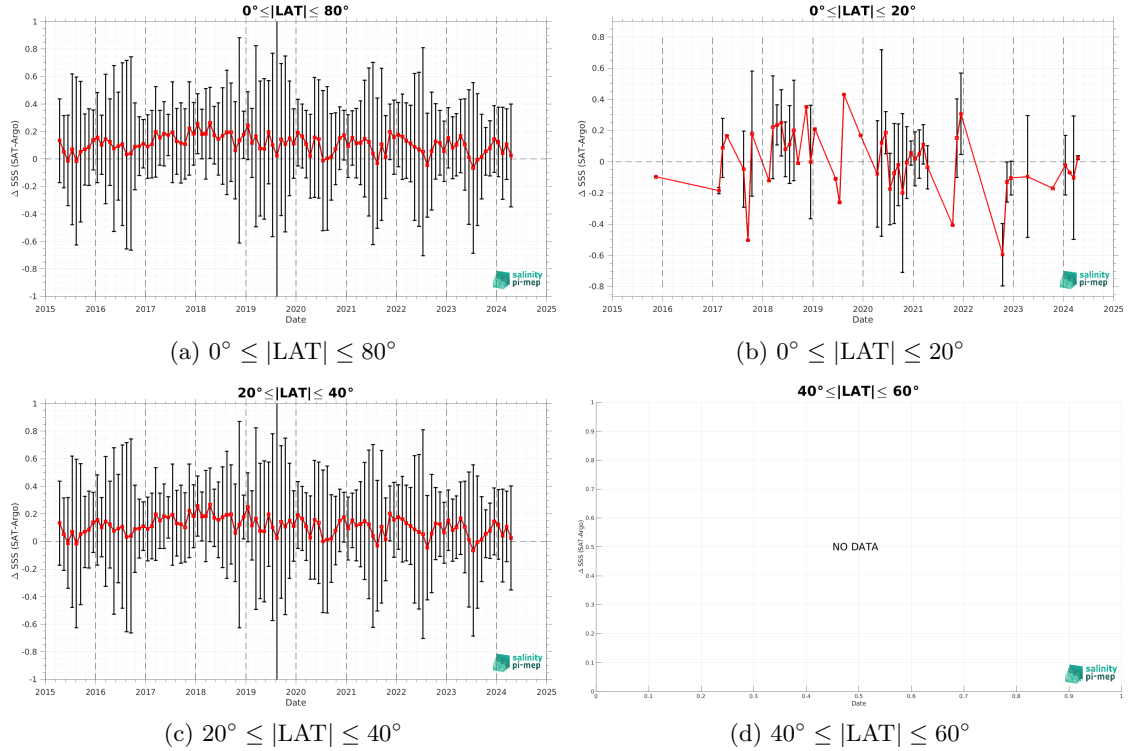 0°≤|LAT|≤ 80°
1
0.8
0.6
0.4
0.2
0
-0.2
-0.4
-0.6
-0.8
-1
Δ SSS (SAT-Argo)
2015 2016 2017 2018 2019 2020 2021 2022 2023 2024 2025
Date
salinity
pi-mep
(a) 0° ≤ |LAT| ≤ 80°
0°≤|LAT|≤ 20°
0.8
0.6
0.4
0.2
0
-0.2
-0.4
-0.6
-0.8
Δ SSS (SAT-Argo)
2016 2017 2018 2019 2020 2021 2022 2023 2024 2025
Date
salinity
pi-mep
(b) 0° ≤ |LAT| ≤ 20°
20°≤|LAT|≤ 40°
1
0.8
0.6
0.4
0.2
0
-0.2
-0.4
-0.6
-0.8
-1
Δ SSS (SAT-Argo)
2015 2016 2017 2018 2019 2020 2021 2022 2023 2024 2025
Date
salinity
pi-mep
(c) 20° ≤ |LAT| ≤ 40°
40°≤|LAT|≤ 60°
1
0.9
0.8
0.7
0.6
0.5
0.4
0.3
0.2
0.1
0
Δ SSS (SAT-Argo)
NO DATA
0 0.1 0.2 0.3 0.4 0.5 0.6 0.7 0.8 0.9 1
Date
salinity
pi-mep
(d) 40° ≤ |LAT| ≤ 60°